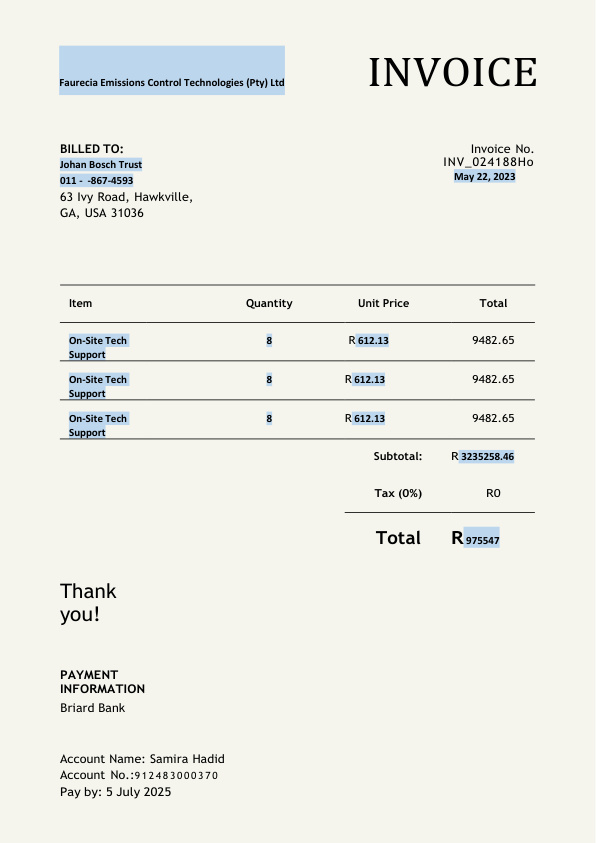 Faurecia Emissions Control Technologies (Pty) Ltd
INVOICE
BILLED TO:
Johan Bosch Trust
011 -  -867-4593
63 Ivy Road, Hawkville,
GA, USA 31036
Invoice No.
INV_024188Ho
May 22, 2023
Item Quantity Unit Price Total
On-Site Tech 8 R 612.13 9482.65
Support
On-Site Tech 8 R 612.13 9482.65
Support
On-Site Tech 8 R 612.13 9482.65
Support
Subtotal: R 3235258.46
Tax (0%) R0
Total R 975547
Thank
you!
PAYMENT
INFORMATION
Briard Bank
Account Name: Samira Hadid
Account No.:912483000370
Pay by: 5 July 2025